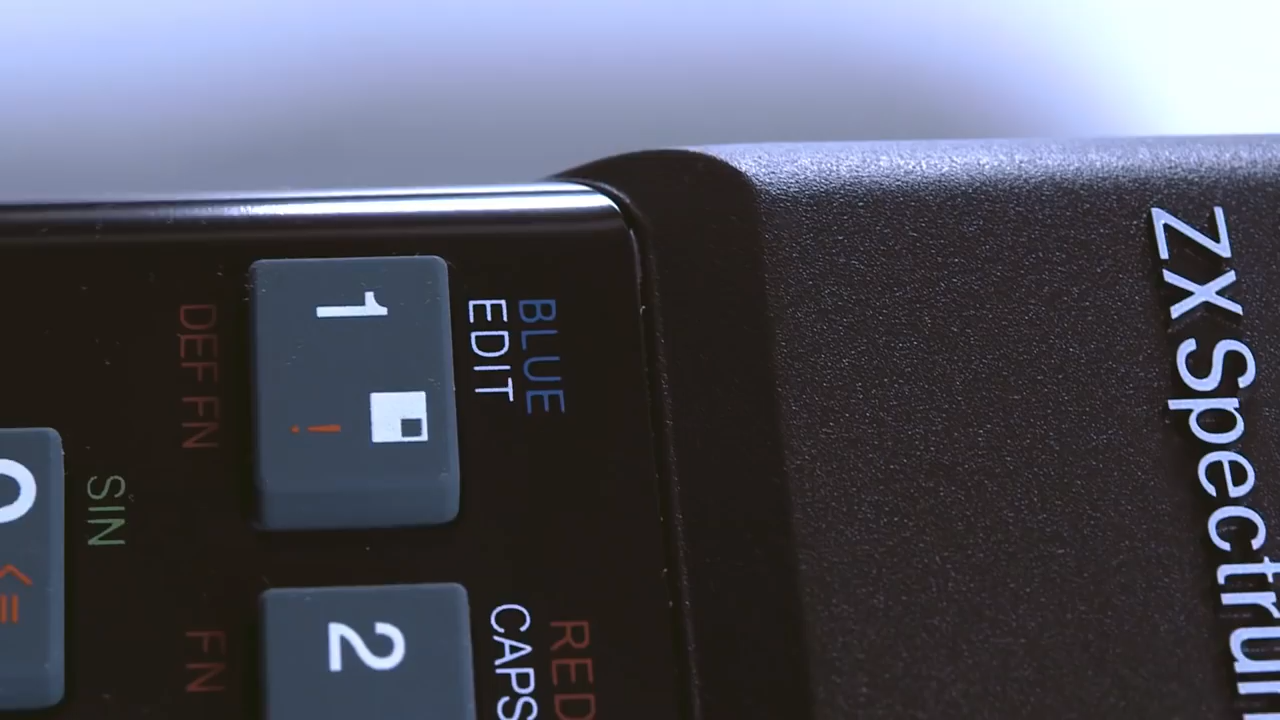 ZX Spectrum
BLUE
EDIT
1
!
DEF FN
RED
CAPS
2
FN
SIN
<=